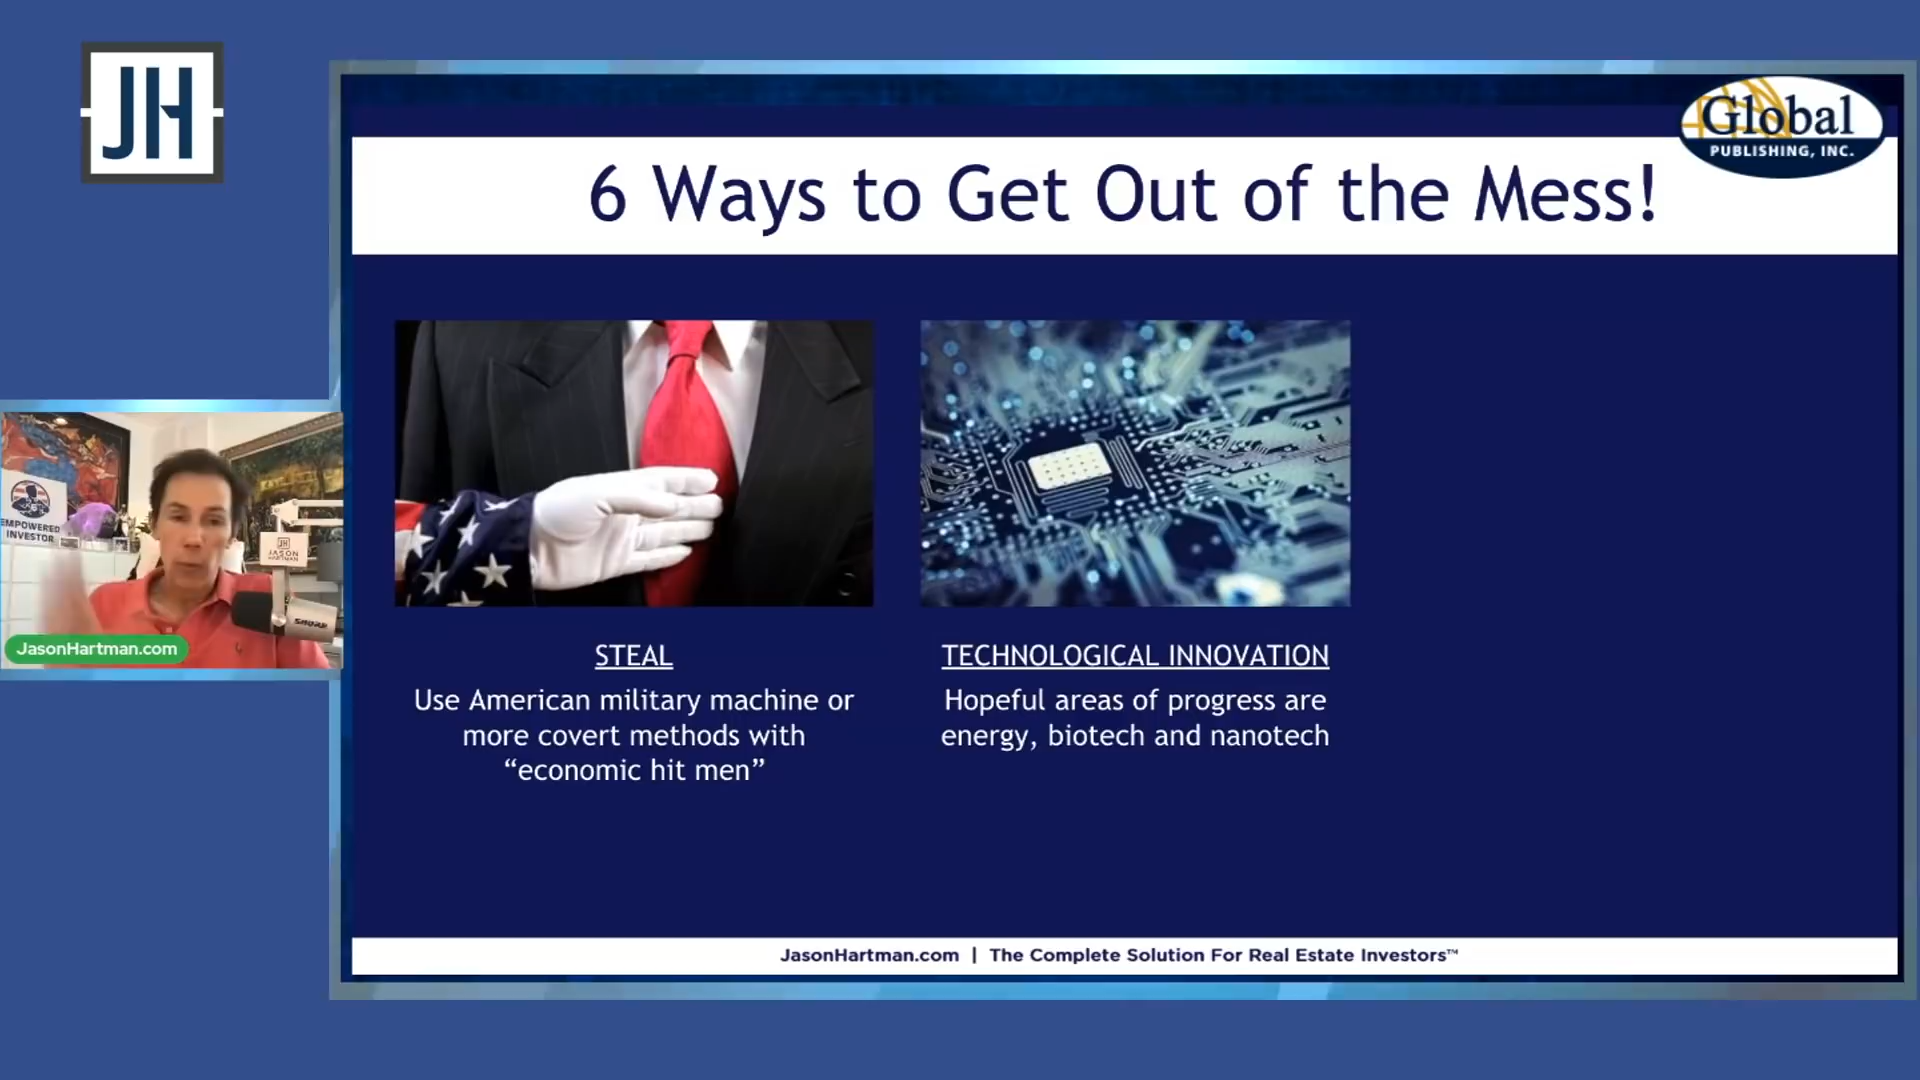 JH
Global
PUBLISHING, INC.
6 Ways to Get Out of the Mess!
EMPOWERED
INVESTOR
JH
JASON
HARTMAN
SHURE
JasonHartman.com
STEAL
Use American military machine or
more covert methods with
“economic hit men”
TECHNOLOGICAL INNOVATION
Hopeful areas of progress are
energy, biotech and nanotech
JasonHartman.com | The Complete Solution For Real Estate Investors™